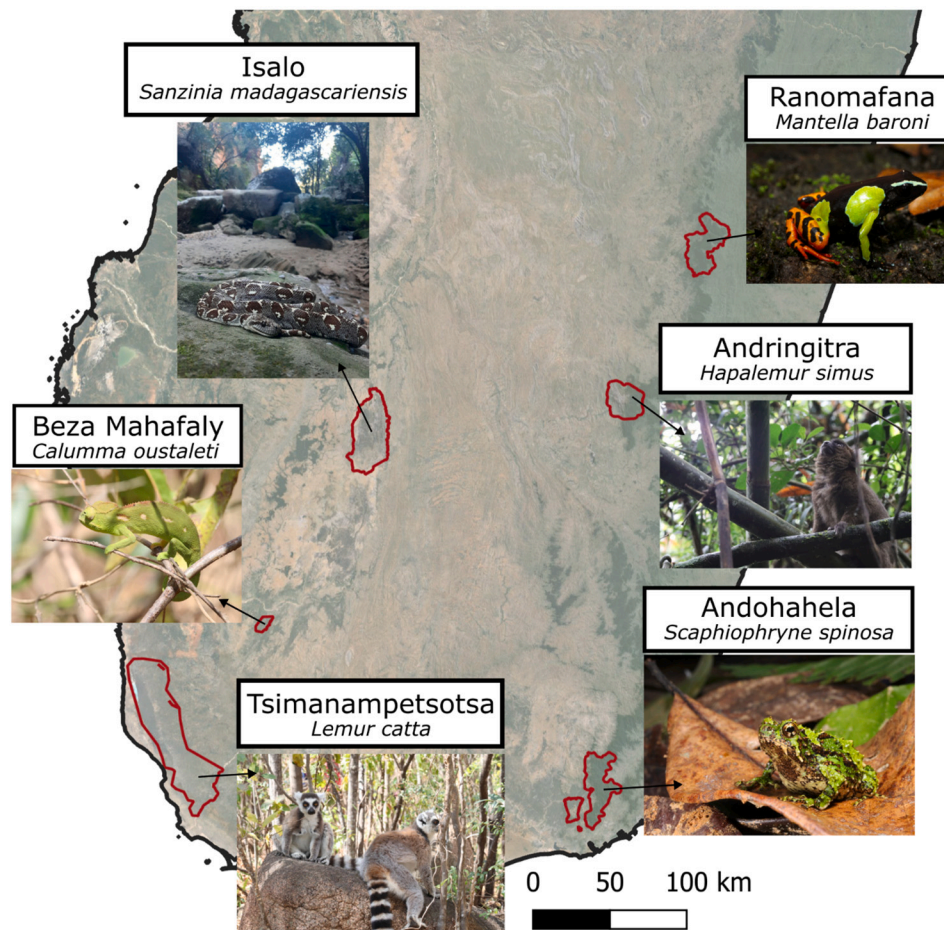 Isalo
Sanzinia madagascariensis
Ranomafana
Mantella baroni
Andringitra
Hapalemur simus
Beza Mahafaly
Calumma oustaleti
Andohahela
Scaphiophryne spinosa
Tsimanampetsotsa
Lemur catta
0 50 100 km